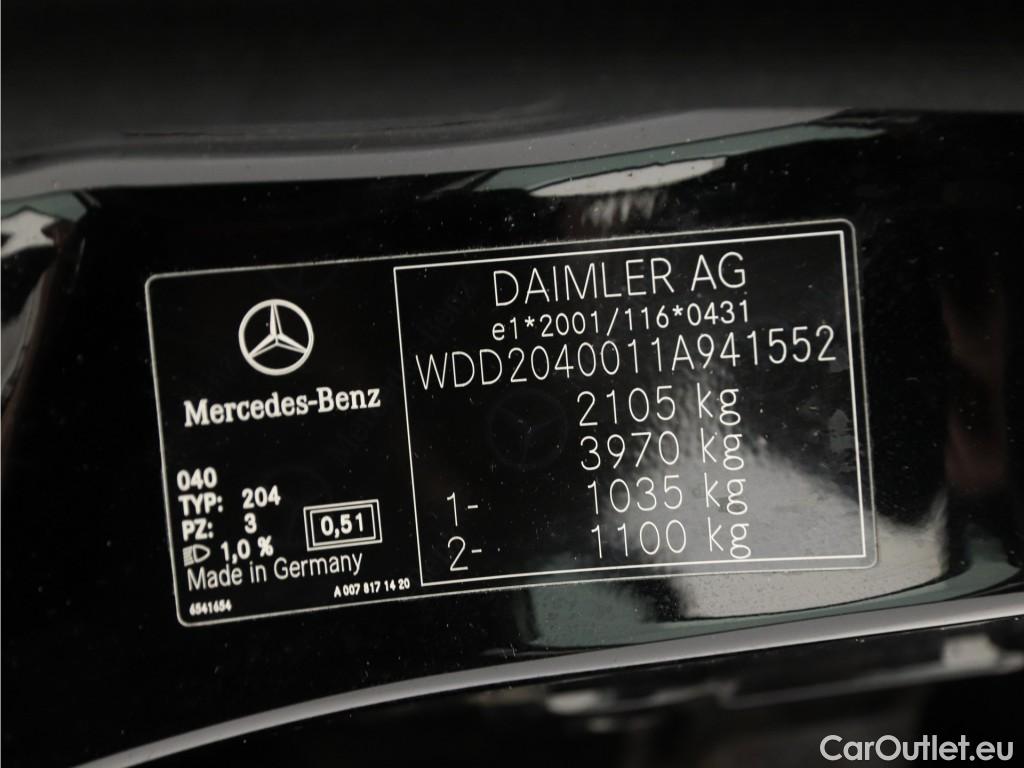 DAIMLER AG
e1*2001/116*0431
WDD2040011A941552
2105 kg
3970 kg
1- 1035 kg
2- 1100 kg
Mercedes-Benz
040
TYP: 204
PZ: 3
1,0 %
0,51
Made in Germany
6541654
A 007 817 14 20
CarOutlet.eu